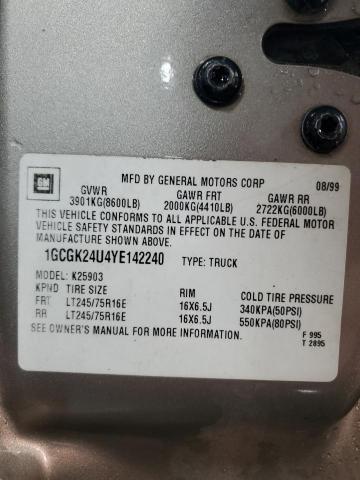 GM
MFD BY GENERAL MOTORS CORP 08/99
GVWR GAWR FRT GAWR RR
3901KG(8600LB) 2000KG(4410LB) 2722KG(6000LB)
THIS VEHICLE CONFORMS TO ALL APPLICABLE U.S. FEDERAL MOTOR
VEHICLE SAFETY STANDARDS IN EFFECT ON THE DATE OF
MANUFACTURE SHOWN ABOVE.
1GCGK24U4YE142240 TYPE: TRUCK
MODEL: K25903
KPND TIRE SIZE RIM COLD TIRE PRESSURE
FRT LT245/75R16E 16X6.5J 340KPA(50PSI)
RR LT245/75R16E 16X6.5J 550KPA(80PSI)
SEE OWNER'S MANUAL FOR MORE INFORMATION
F 995
T 2895